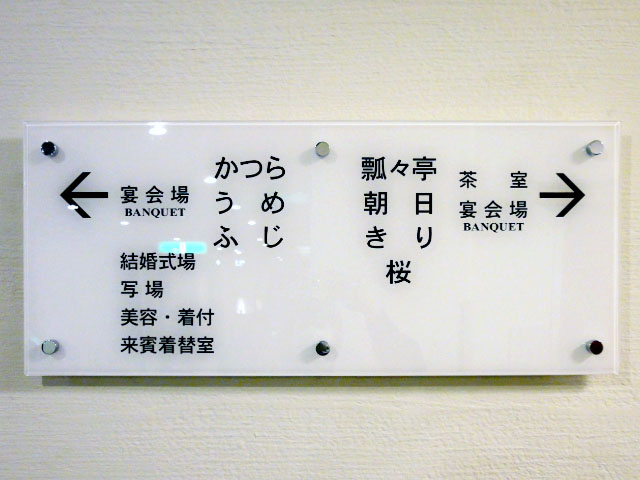 宴会場
BANQUET
かつら
うめ
ふじ
結婚式場
写場
美容・着付
来賓着替室
瓢々亭
朝日
きり
桜
茶室
宴会場
BANQUET